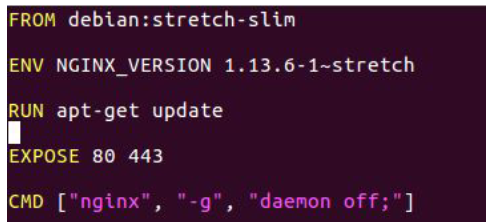 FROM debian:stretch-slim
ENV NGINX_VERSION 1.13.6-1~stretch
RUN apt-get update
EXPOSE 80 443
CMD ["nginx", "-g", "daemon off;"]